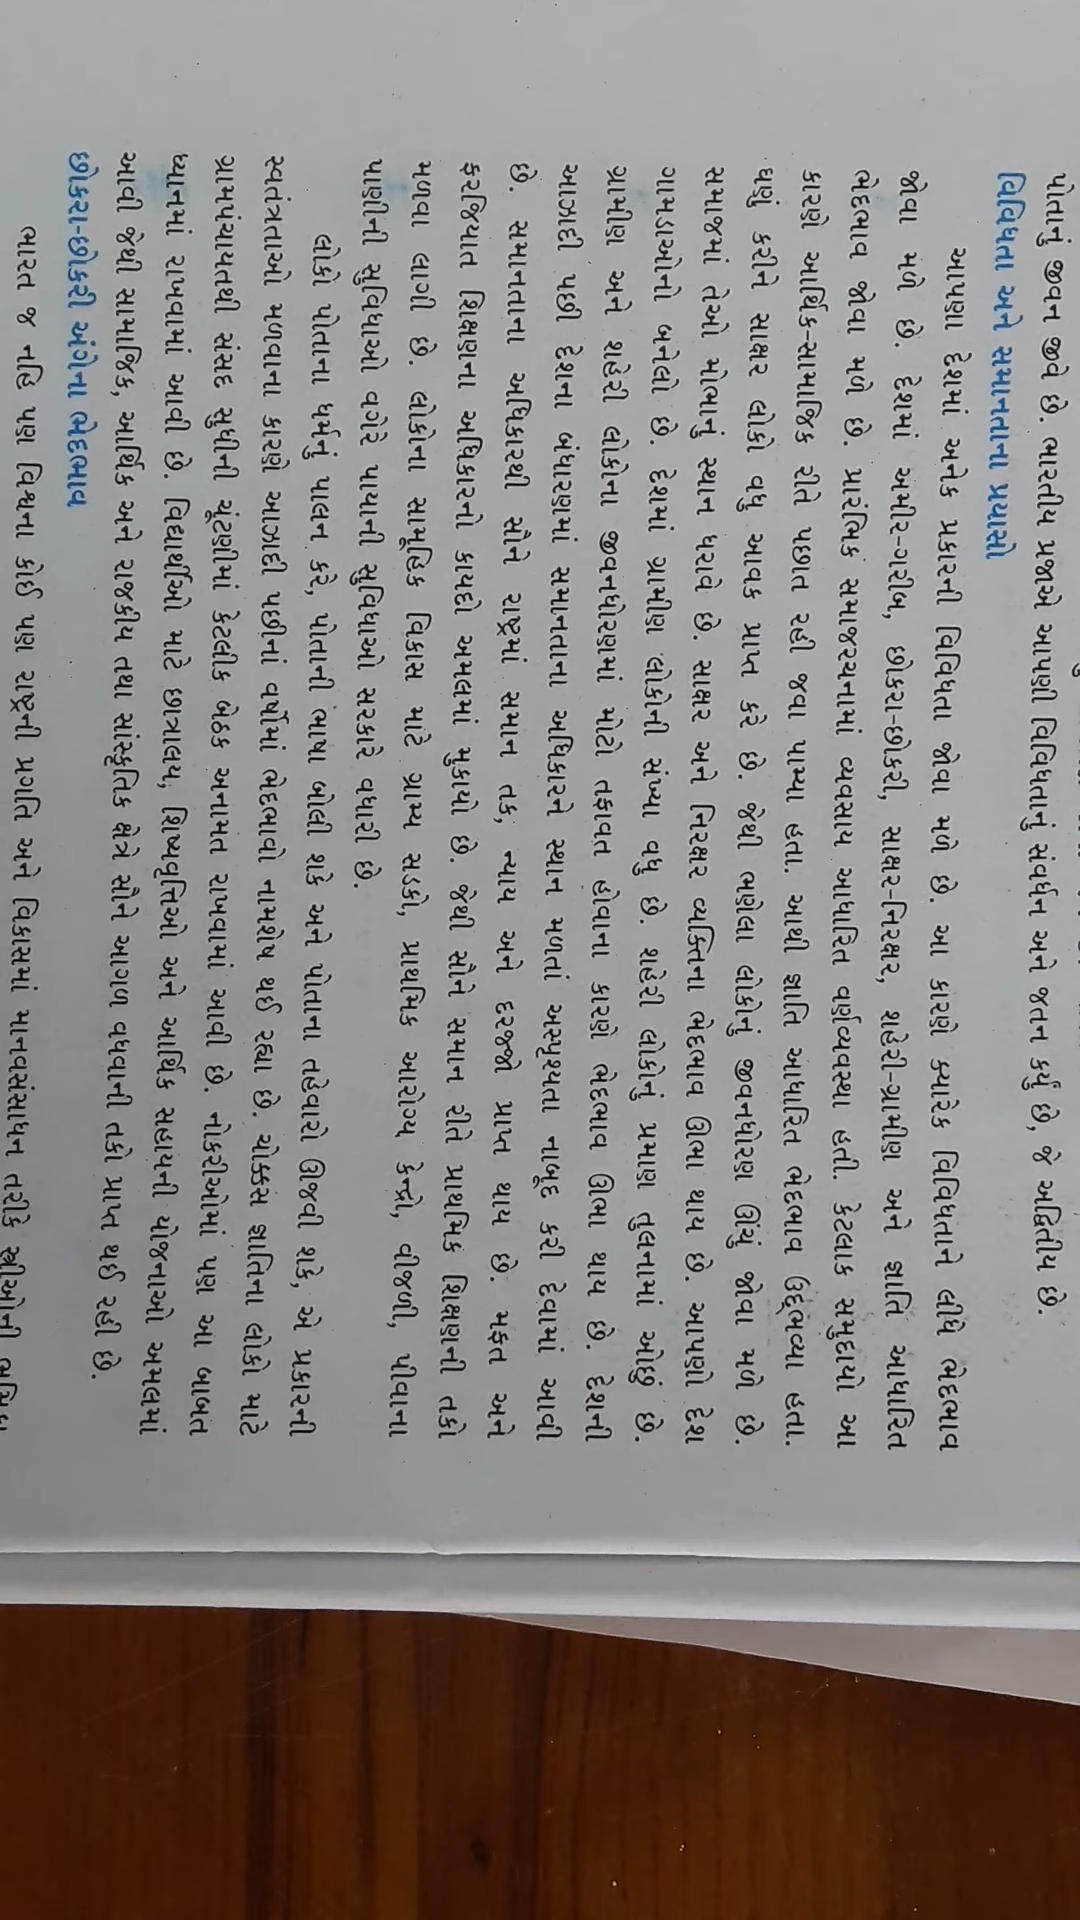 પોતાનું જીવન જીવે છે. ભારતીય પ્રજાએ આપણી વિવિધતાનું સંવર્ધન અને જતન કર્યું છે, જે અદ્વિતીય છે.
વિવિધતા અને સમાનતાના પ્રયાસો
આપણા દેશમાં અનેક પ્રકારની વિવિધતા જોવા મળે છે. આ કારણે ક્યારેક વિવિધતાને લીધે ભેદભાવ
જોવા મળે છે. દેશમાં અમીર-ગરીબ, છોકરા-છોકરી, સાક્ષર-નિરક્ષર, શહેરી-ગ્રામીણ અને જ્ઞાતિ આધારિત
ભેદભાવ જોવા મળે છે. પ્રારંભિક સમાજરચનામાં વ્યવસાય આધારિત વર્ણવ્યવસ્થા હતી. કેટલાક સમુદાયો આ
કારણે આર્થિક-સામાજિક રીતે પછાત રહી જવા પામ્યા હતા. આથી જ્ઞાતિ આધારિત ભેદભાવ ઉદ્ભવ્યા હતા.
ઘણું કરીને સાક્ષર લોકો વધુ આવક પ્રાપ્ત કરે છે. જેથી ભણેલા લોકોનું જીવનધોરણ ઊંચું જોવા મળે છે.
સમાજમાં તેઓ મોભાનું સ્થાન ધરાવે છે. સાક્ષર અને નિરક્ષર વ્યક્તિના ભેદભાવ ઊભા થાય છે. આપણો દેશ
ગામડાઓનો બનેલો છે. દેશમાં ગ્રામીણ લોકોની સંખ્યા વધુ છે. શહેરી લોકોનું પ્રમાણ તુલનામાં ઓછું છે.
ગ્રામીણ અને શહેરી લોકોના જીવનધોરણમાં મોટો તફાવત હોવાના કારણે ભેદભાવ ઊભા થાય છે. દેશની
આઝાદી પછી દેશના બંધારણમાં સમાનતાના અધિકારને સ્થાન મળતાં અસ્પૃશ્યતા નાબૂદ કરી દેવામાં આવી
છે. સમાનતાના અધિકારથી સૌને રાષ્ટ્રમાં સમાન તક, ન્યાય અને દરજ્જો પ્રાપ્ત થાય છે. મફત અને
ફરજિયાત શિક્ષણના અધિકારનો કાયદો અમલમાં મુકાયો છે. જેથી સૌને સમાન રીતે પ્રાથમિક શિક્ષણની તકો
મળવા લાગી છે. લોકોના સામૂહિક વિકાસ માટે ગ્રામ્ય સડકો, પ્રાથમિક આરોગ્ય કેન્દ્રો, વીજળી, પીવાના
પાણીની સુવિધાઓ વગેરે પાયાની સુવિધાઓ સરકારે વધારી છે.
લોકો પોતાના ધર્મનું પાલન કરે, પોતાની ભાષા બોલી શકે અને પોતાના તહેવારો ઊજવી શકે, એ પ્રકારની
સ્વતંત્રતાઓ મળવાના કારણે આઝાદી પછીનાં વર્ષોમાં ભેદભાવો નામશેષ થઈ રહ્યા છે. ચોક્કસ જ્ઞાતિના લોકો માટે
ગ્રામપંચાયતથી સંસદ સુધીની ચૂંટણીમાં કેટલીક બેઠક અનામત રાખવામાં આવી છે. નોકરીઓમાં પણ આ બાબત
ધ્યાનમાં રાખવામાં આવી છે. વિદ્યાર્થીઓ માટે છાત્રાલય, શિષ્યવૃત્તિઓ અને આર્થિક સહાયની યોજનાઓ અમલમાં
આવી જેથી સામાજિક, આર્થિક અને રાજકીય તથા સાંસ્કૃતિક ક્ષેત્રે સૌને આગળ વધવાની તકો પ્રાપ્ત થઈ રહી છે.
છોકરા-છોકરી અંગેના ભેદભાવ
ભારત જ નહિ પણ વિશ્વના કોઈ પણ રાષ્ટ્રની પ્રગતિ અને વિકાસમાં માનવસંસાધન તરીકે સ્ત્રીઓની